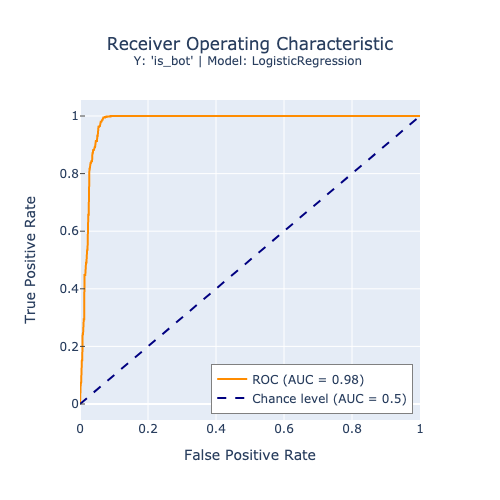 Receiver Operating Characteristic
Y: 'is_bot' | Model: LogisticRegression
True Positive Rate
1
0.8
0.6
0.4
0.2
0
ROC (AUC = 0.98)
Chance level (AUC = 0.5)
0 0.2 0.4 0.6 0.8 1
False Positive Rate